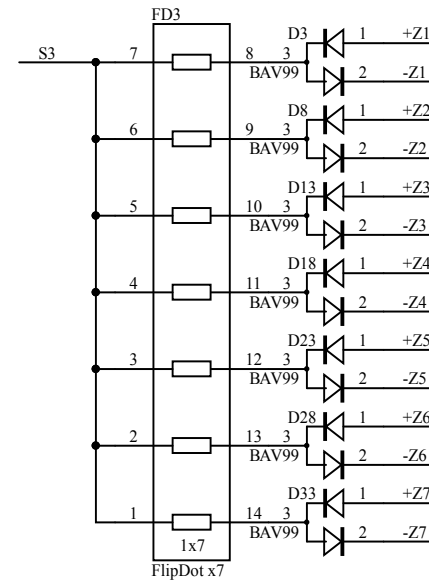 FD3
D3 1 +Z1
S3 7 8 3
BAV99 2 -Z1
D8 1 +Z2
6 9 3
BAV99 2 -Z2
D13 1 +Z3
5 10 3
BAV99 2 -Z3
D18 1 +Z4
4 11 3
BAV99 2 -Z4
D23 1 +Z5
3 12 3
BAV99 2 -Z5
D28 1 +Z6
2 13 3
BAV99 2 -Z6
D33 1 +Z7
1 14 3
1x7 BAV99 2 -Z7
FlipDot x7